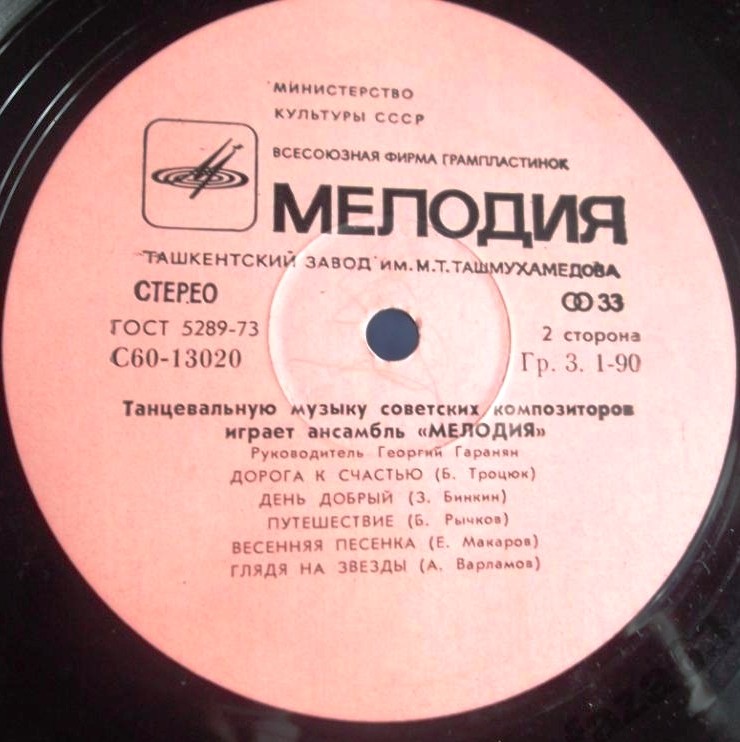 МИНИСТЕРСТВО
КУЛЬТУРЫ СССР
ВСЕСОЮЗНАЯ ФИРМА ГРАМПЛАСТИНОК
МЕЛОДИЯ
ТАШКЕНТСКИЙ ЗАВОД ИМ. М.Т. ТАШМУХАМЕДОВА
СТЕРЕО 33
ГОСТ 5289-73 2 сторона
С60-13020 Гр. 3. 1-90
Танцевальную музыку советских композиторов
играет ансамбль «МЕЛОДИЯ»
Руководитель Георгий Гаранян
ДОРОГА К СЧАСТЬЮ (Б. Троцюк)
ДЕНЬ ДОБРЫЙ (З. Бинкин)
ПУТЕШЕСТВИЕ (Б. Рычков)
ВЕСЕННЯЯ ПЕСЕНКА (Е. Макаров)
ГЛЯДЯ НА ЗВЕЗДЫ (А. Варламов)